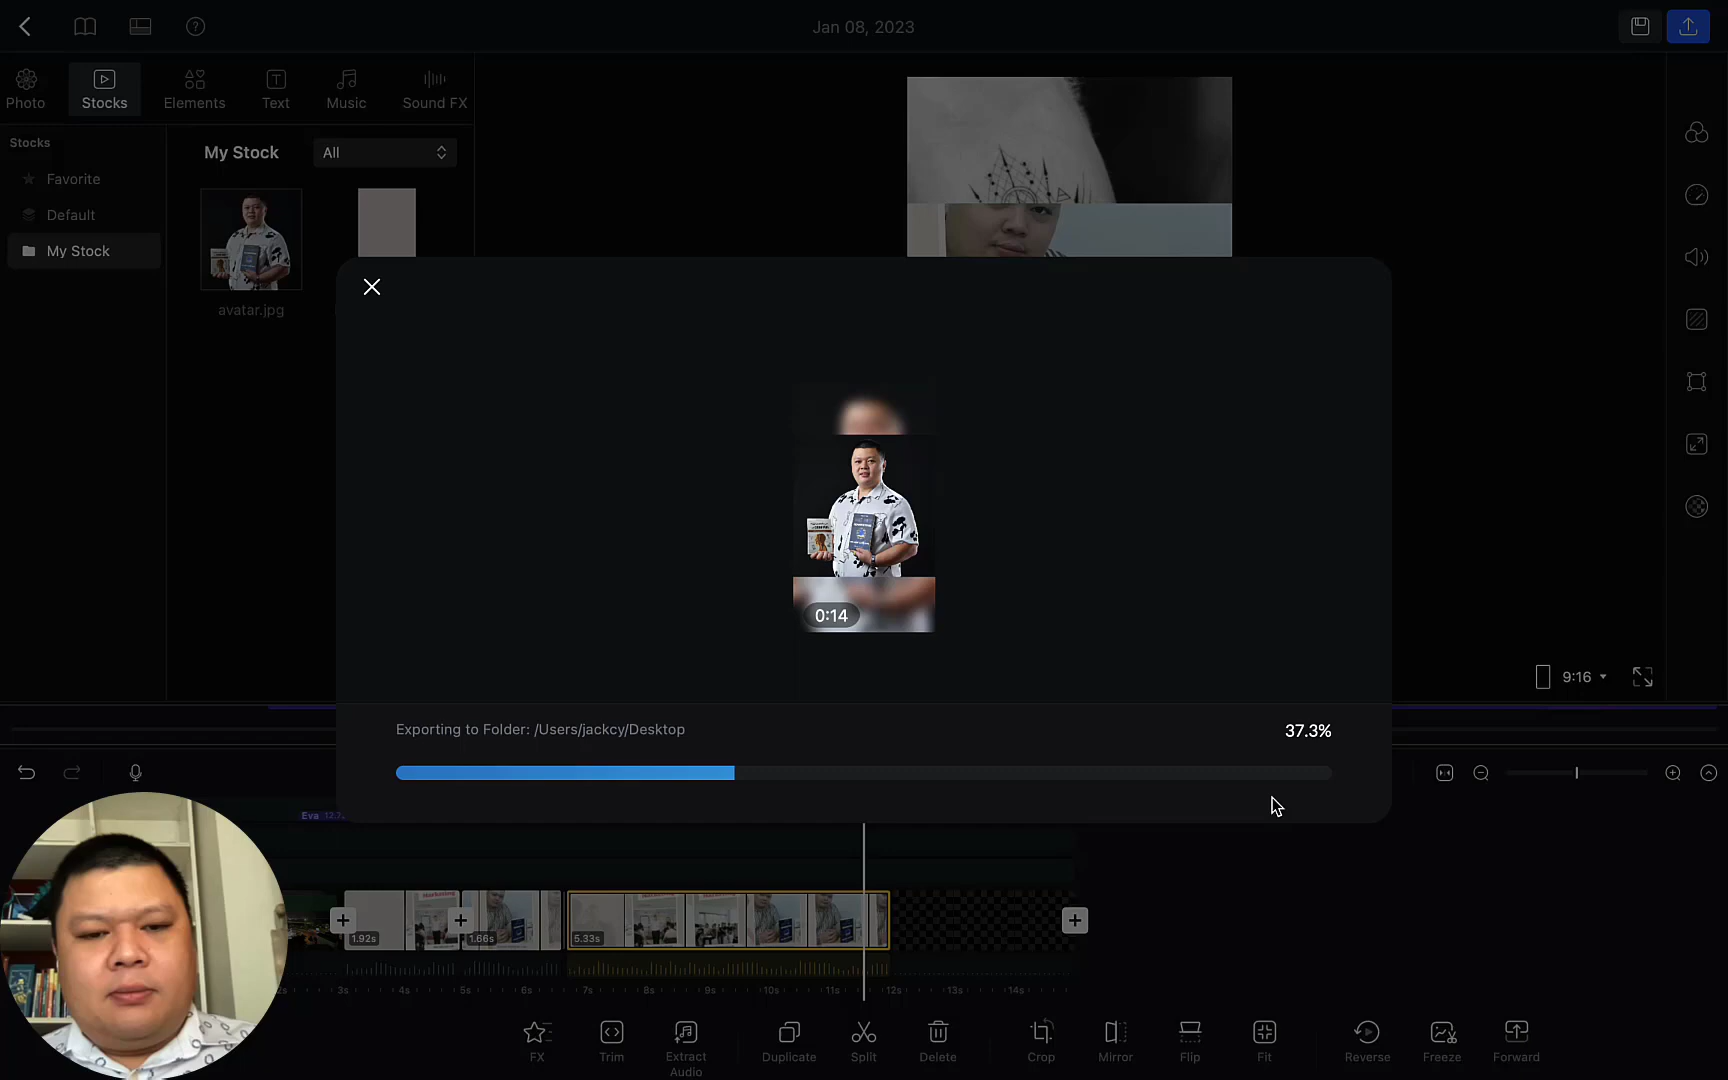 Jan 08, 2023
Photo
Stocks
Elements
Text
Music
Sound FX
Stocks
Favorite
Default
My Stock
My Stock
All
avatar.jpg
0:14
9:16
Exporting to Folder: /Users/jackcy/Desktop
37.3%
Eva 12.7
1.92s
1.66s
5.33s
3s
4s
5s
6s
7s
8s
9s
10s
11s
12s
13s
14s
FX
Trim
Extract
Audio
Duplicate
Split
Delete
Crop
Mirror
Flip
Fit
Reverse
Freeze
Forward